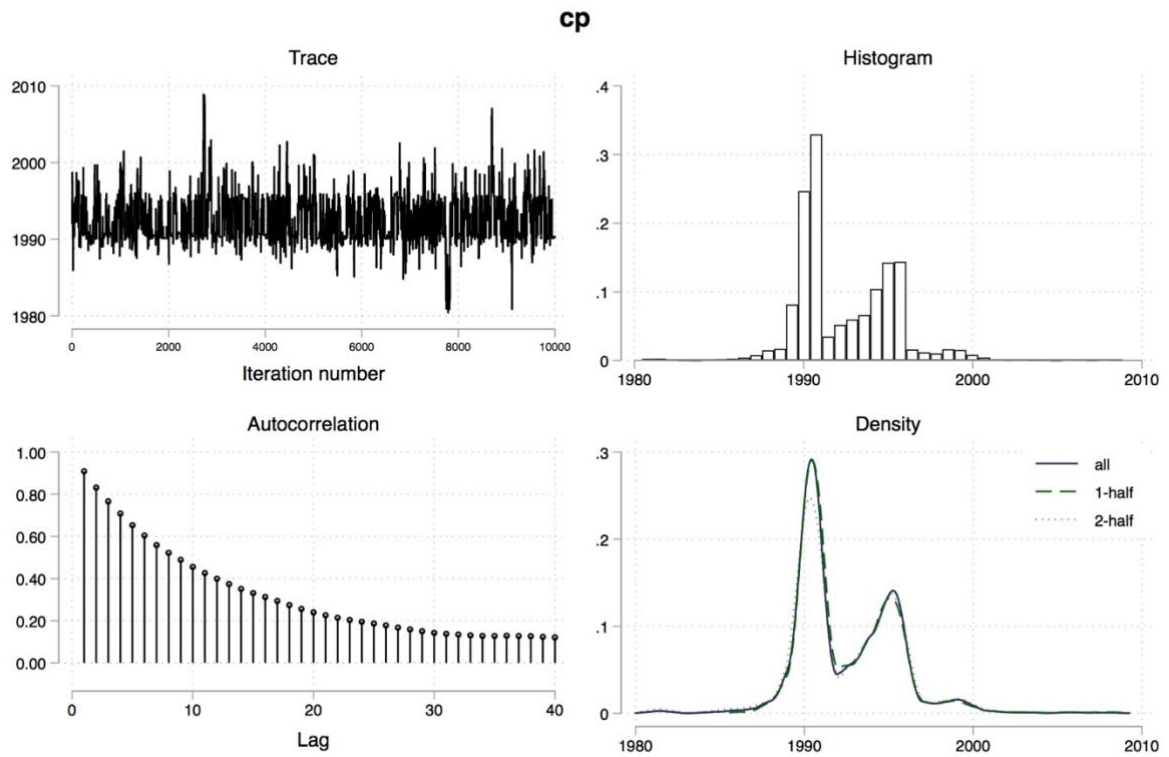 cp
Trace
2010
2000
1990
1980
0 2000 4000 6000 8000 10000
Iteration number
Histogram
.4
.3
.2
.1
0
1980 1990 2000 2010
Autocorrelation
1.00
0.80
0.60
0.40
0.20
0.00
0 10 20 30 40
Lag
Density
.3
.2
.1
0
1980 1990 2000 2010
all
1-half
2-half